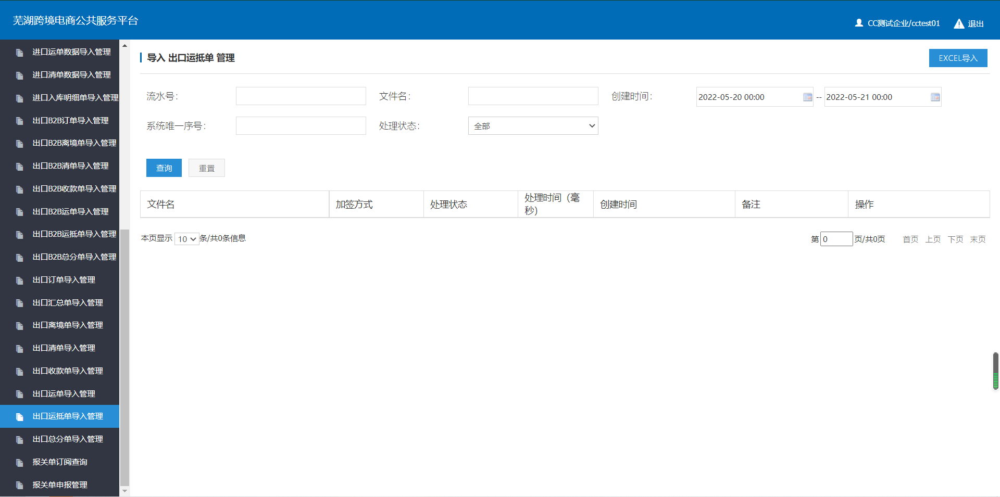 芜湖跨境电商公共服务平台
CC测试企业/cctest01 退出
进口运单数据导入管理
进口清单数据导入管理
进口入库明细单导入管理
出口B2B订单导入管理
出口B2B离境单导入管理
出口B2B清单导入管理
出口B2B收款单导入管理
出口B2B运单导入管理
出口B2B运抵单导入管理
出口B2B总分单导入管理
出口订单导入管理
出口汇总单导入管理
出口离境单导入管理
出口清单导入管理
出口收款单导入管理
出口运单导入管理
出口运抵单导入管理
出口总分单导入管理
报关单订阅查询
报关单申报管理
导入 出口运抵单 管理
EXCEL导入
流水号： 文件名： 创建时间： 2022-05-20 00:00 -- 2022-05-21 00:00
系统唯一序号： 处理状态： 全部
查询 重置
文件名 加签方式 处理状态 处理时间（毫秒） 创建时间 备注 操作
本页显示 10 条/共0条信息 第 0 页/共0页 首页 上页 下页 末页